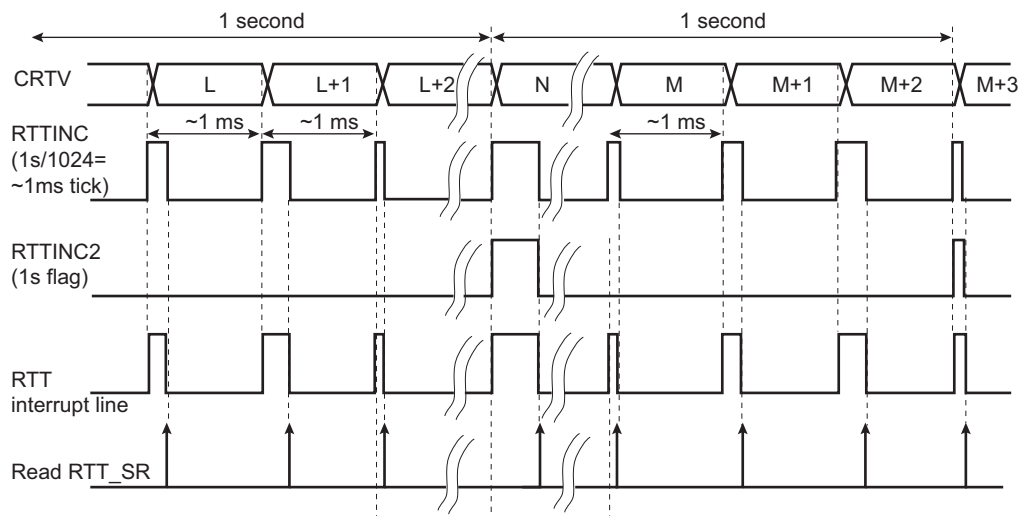 1 second 1 second
CRTV L L+1 L+2 N M M+1 M+2 M+3
~1 ms ~1 ms ~1 ms
RTTINC
(1s/1024=
~1ms tick)
RTTINC2
(1s flag)
RTT
interrupt line
Read RTT_SR